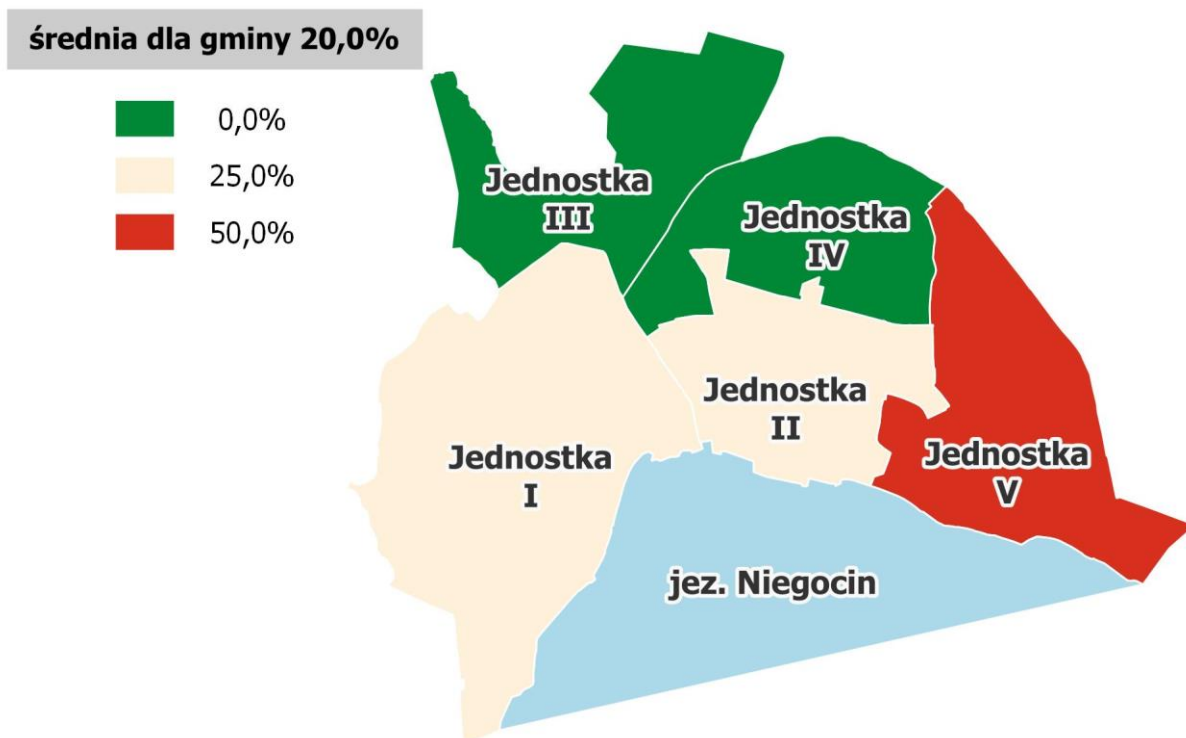 średnia dla gminy 20,0%
0,0%
25,0%
50,0%
Jednostka
III
Jednostka
IV
Jednostka
II
Jednostka
I
Jednostka
V
jez. Niegocin